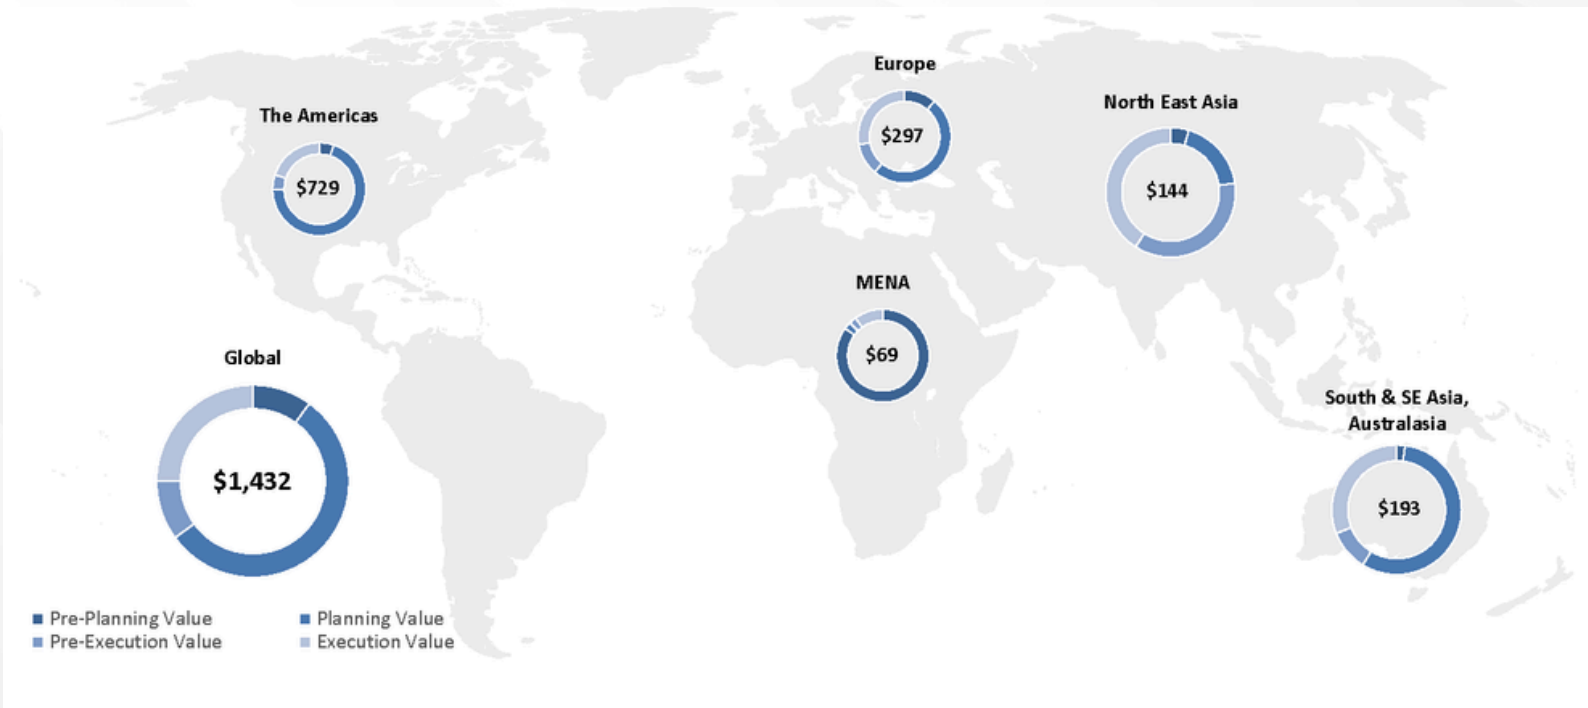 Europe
$297
North East Asia
$144
The Americas
$729
MENA
$69
Global
$1,432
South & SE Asia,
Australasia
$193
Pre-Planning Value
Planning Value
Pre-Execution Value
Execution Value